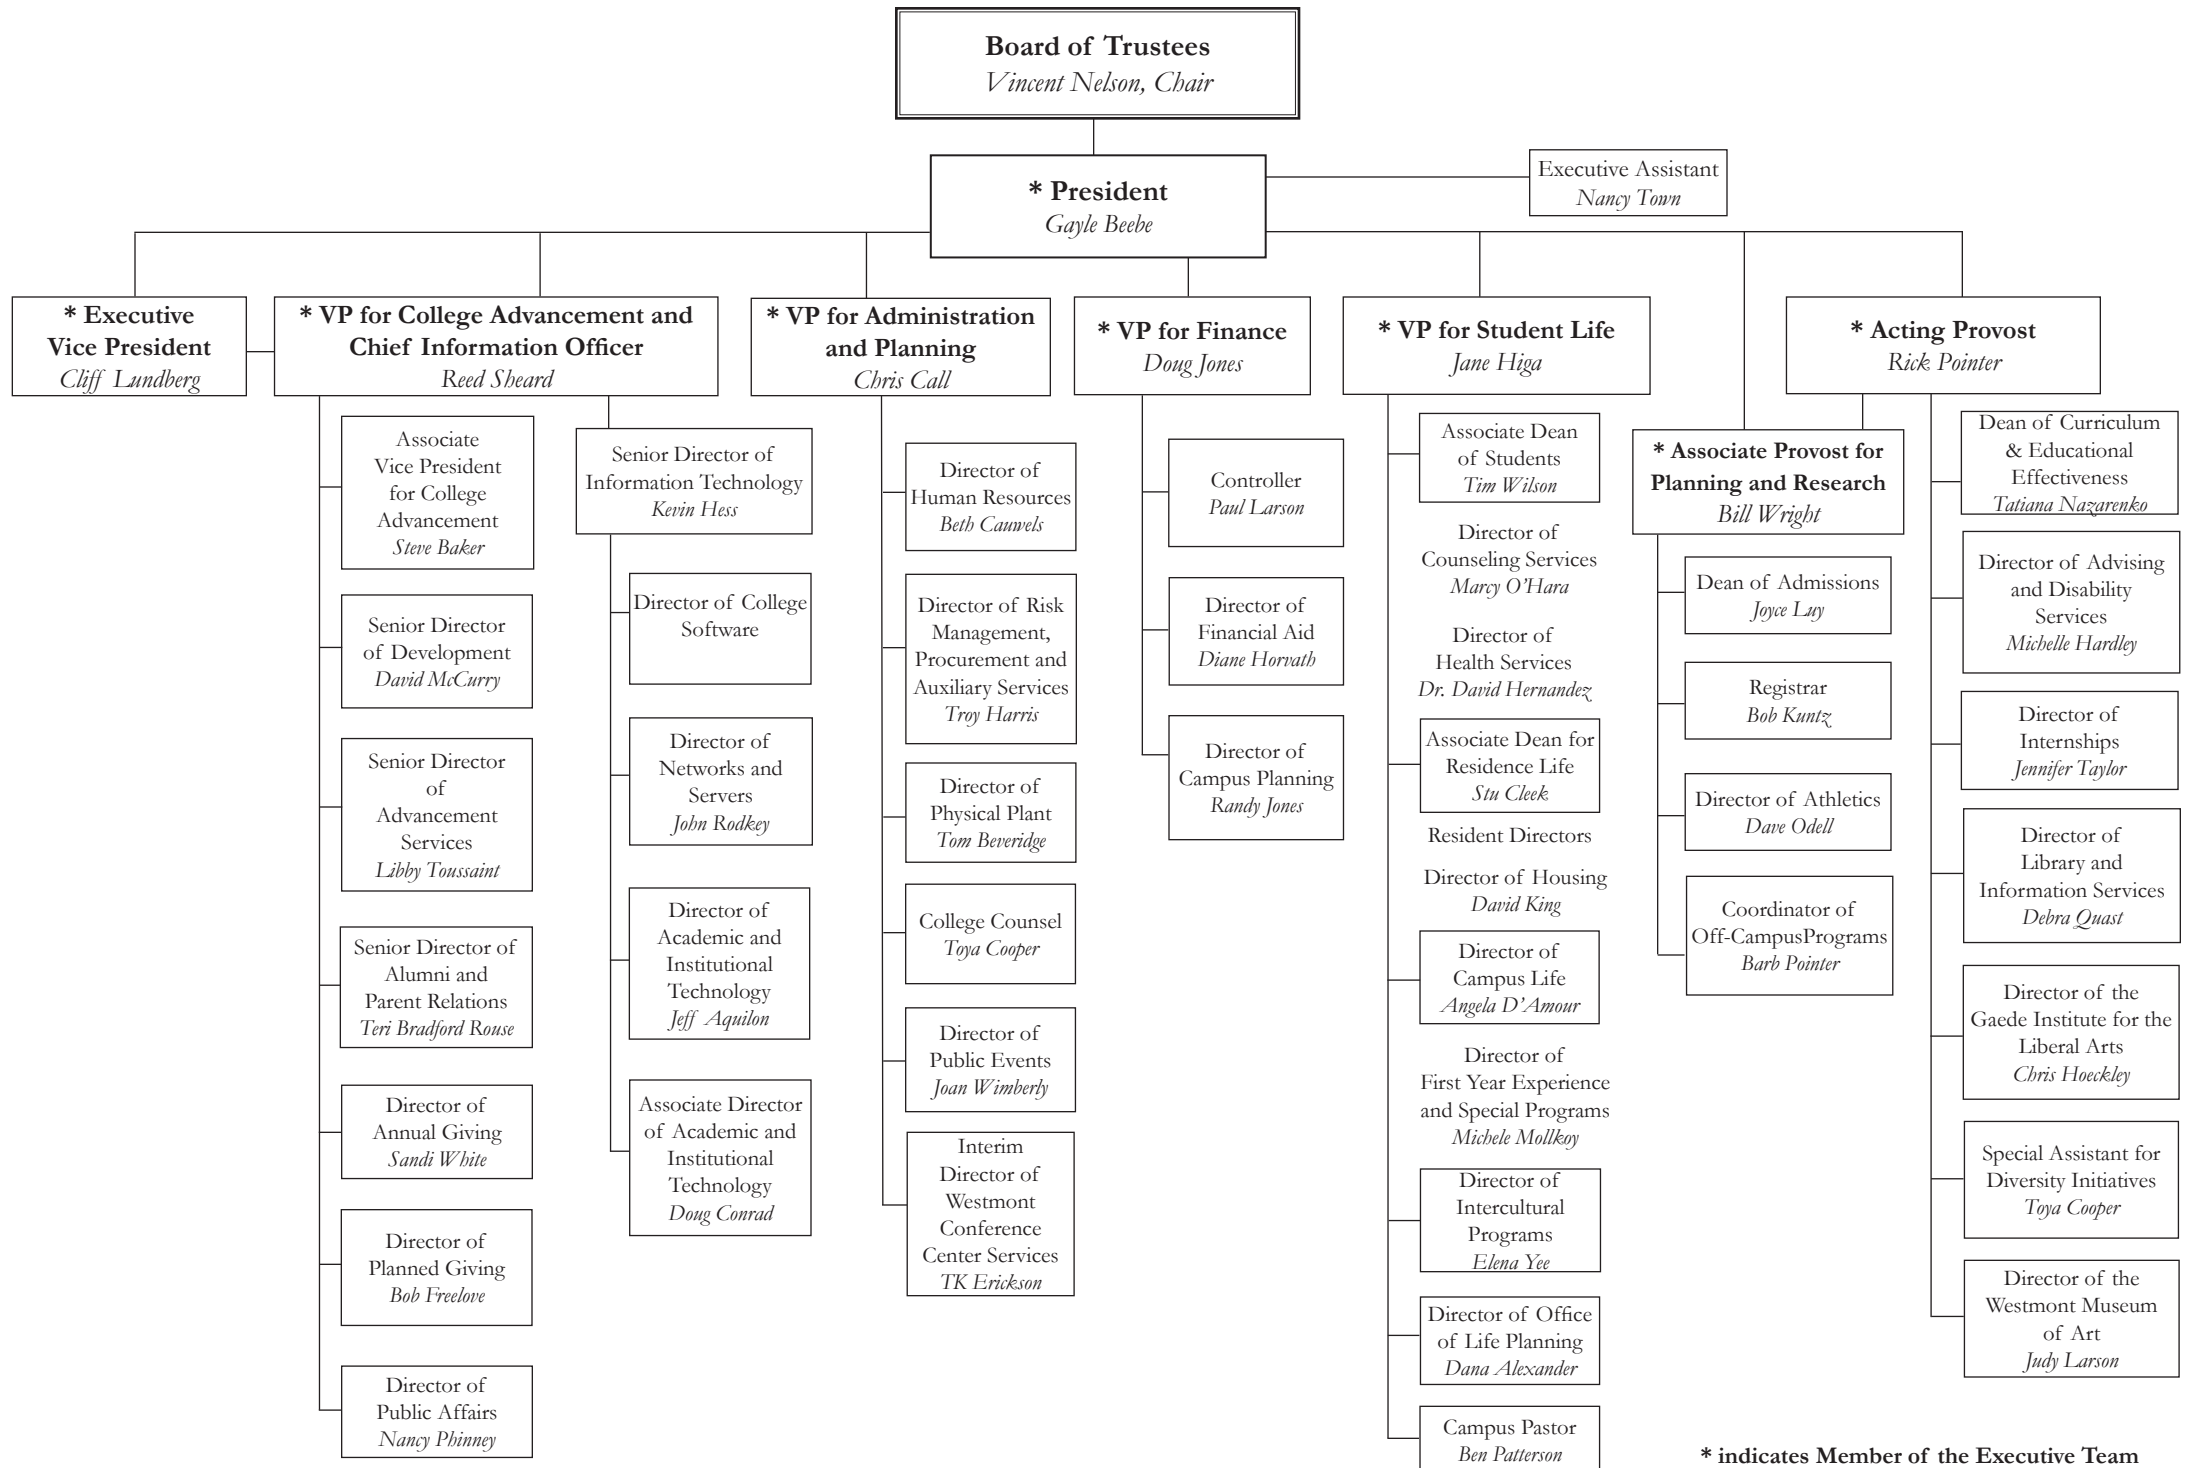 Board of Trustees
Vincent Nelson, Chair
* President
Gayle Beebe
Executive Assistant
Nancy Town
* Executive
Vice President
Cliff Lundberg
* VP for College Advancement and
Chief Information Officer
Reed Sheard
* VP for Administration
and Planning
Chris Call
* VP for Finance
Doug Jones
* VP for Student Life
Jane Higa
* Acting Provost
Rick Pointer
Associate
Vice President
for College
Advancement
Steve Baker
Senior Director
of Development
David McCurry
Senior Director
of
Advancement
Services
Libby Toussaint
Senior Director of
Alumni and
Parent Relations
Teri Bradford Rouse
Director of
Annual Giving
Sandi White
Director of
Planned Giving
Bob Freelove
Director of
Public Affairs
Nancy Phinney
Senior Director of
Information Technology
Kevin Hess
Director of College
Software
Director of
Networks and
Servers
John Rodkey
Director of
Academic and
Institutional
Technology
Jeff Aquilon
Associate Director
of Academic and
Institutional
Technology
Doug Conrad
Director of
Human Resources
Beth Cauwels
Director of Risk
Management,
Procurement and
Auxiliary Services
Troy Harris
Director of
Physical Plant
Tom Beveridge
College Counsel
Toya Cooper
Director of
Public Events
Joan Wimberly
Interim
Director of
Westmont
Conference
Center Services
TK Erickson
Controller
Paul Larson
Director of
Financial Aid
Diane Horvath
Director of
Campus Planning
Randy Jones
Associate Dean
of Students
Tim Wilson
Director of
Counseling Services
Marcy O'Hara
Director of
Health Services
Dr. David Hernandez
Associate Dean for
Residence Life
Stu Cleek
Resident Directors
Director of Housing
David King
Director of
Campus Life
Angela D'Amour
Director of
First Year Experience
and Special Programs
Michele Mollkoy
Director of
Intercultural
Programs
Elena Yee
Director of Office
of Life Planning
Dana Alexander
Campus Pastor
Ben Patterson
* Associate Provost for
Planning and Research
Bill Wright
Dean of Admissions
Joyce Luy
Registrar
Bob Kuntz
Director of Athletics
Dave Odell
Coordinator of
Off-CampusPrograms
Barb Pointer
Dean of Curriculum
& Educational
Effectiveness
Tatiana Nazarenko
Director of Advising
and Disability
Services
Michelle Hardley
Director of
Internships
Jennifer Taylor
Director of
Library and
Information Services
Debra Quast
Director of the
Gaede Institute for the
Liberal Arts
Chris Hoeckley
Special Assistant for
Diversity Initiatives
Toya Cooper
Director of the
Westmont Museum
of Art
Judy Larson
* indicates Member of the Executive Team